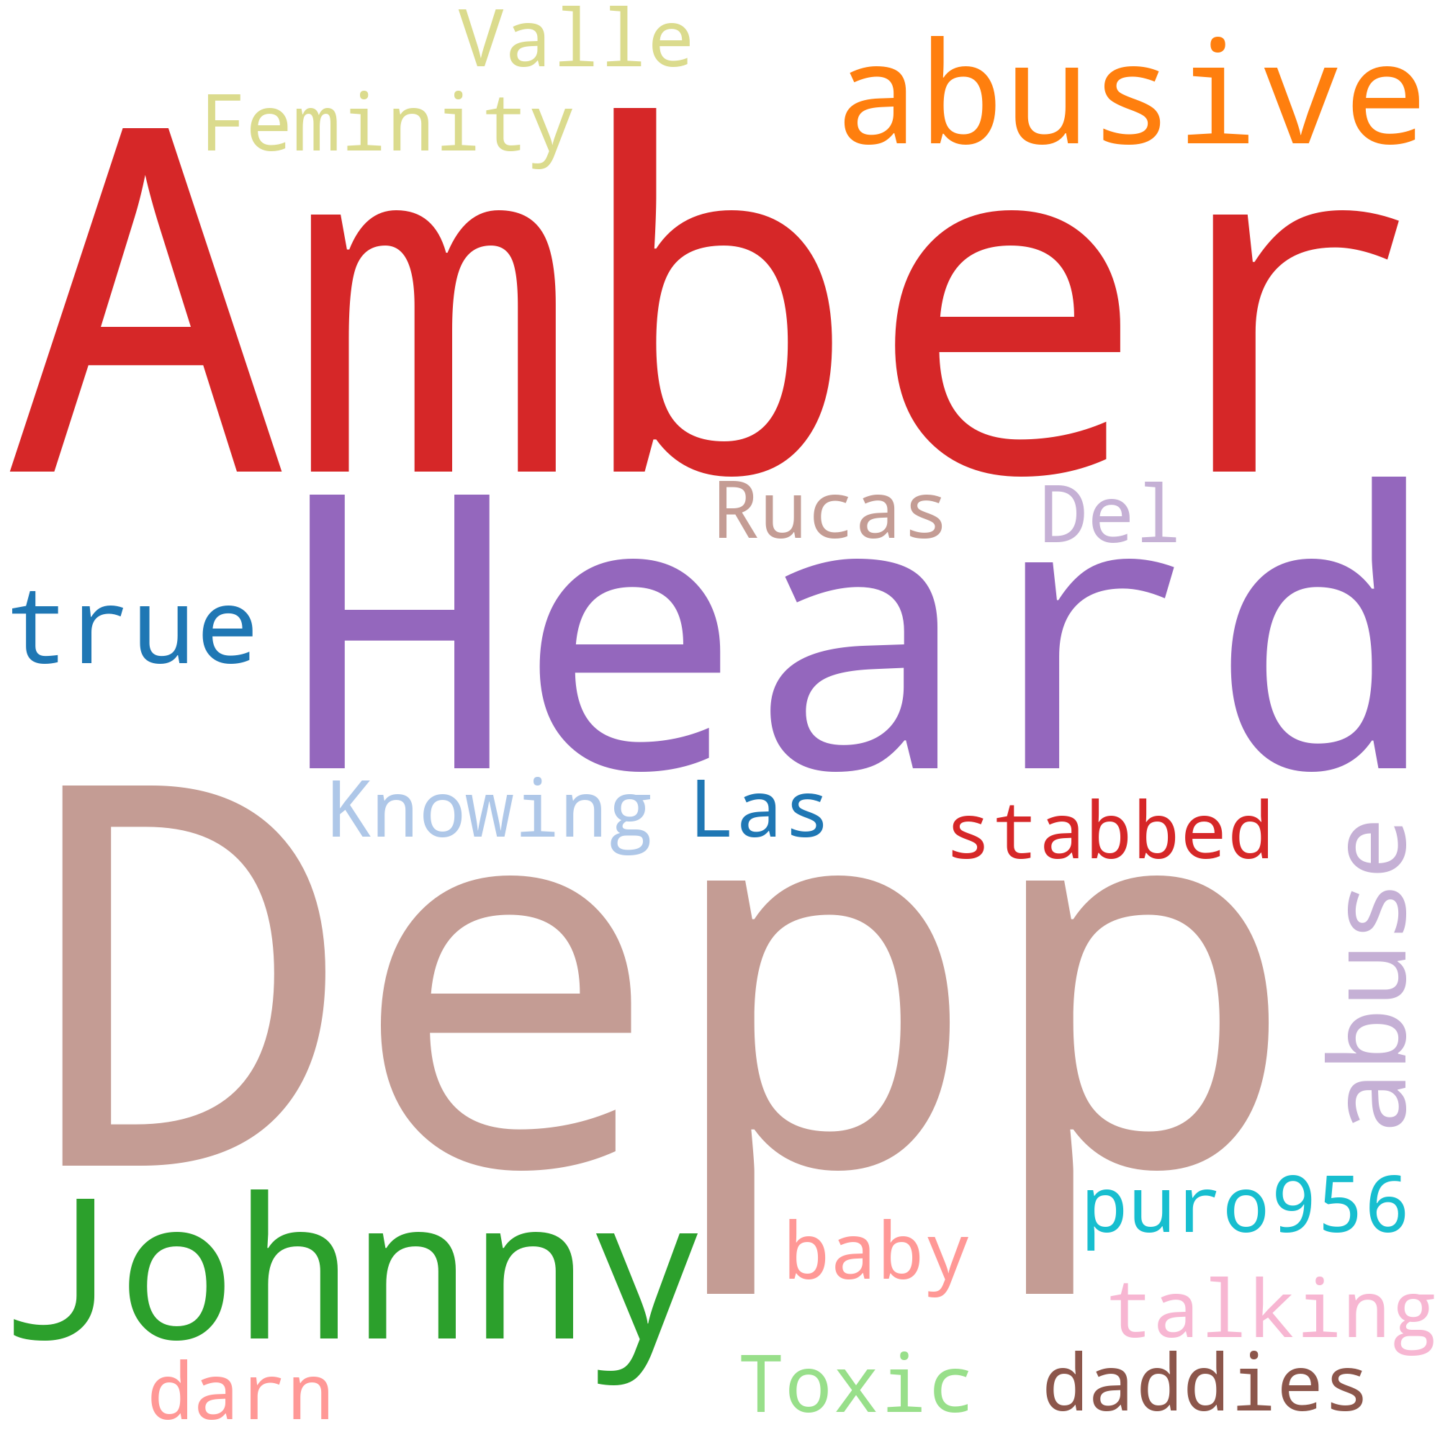 Valle
abusive
Feminity
Amber
Rucas
Del
Heard
true
Knowing
Las
stabbed
abuse
Depp
puro956
Johnny
baby
talking
darn
Toxic
daddies